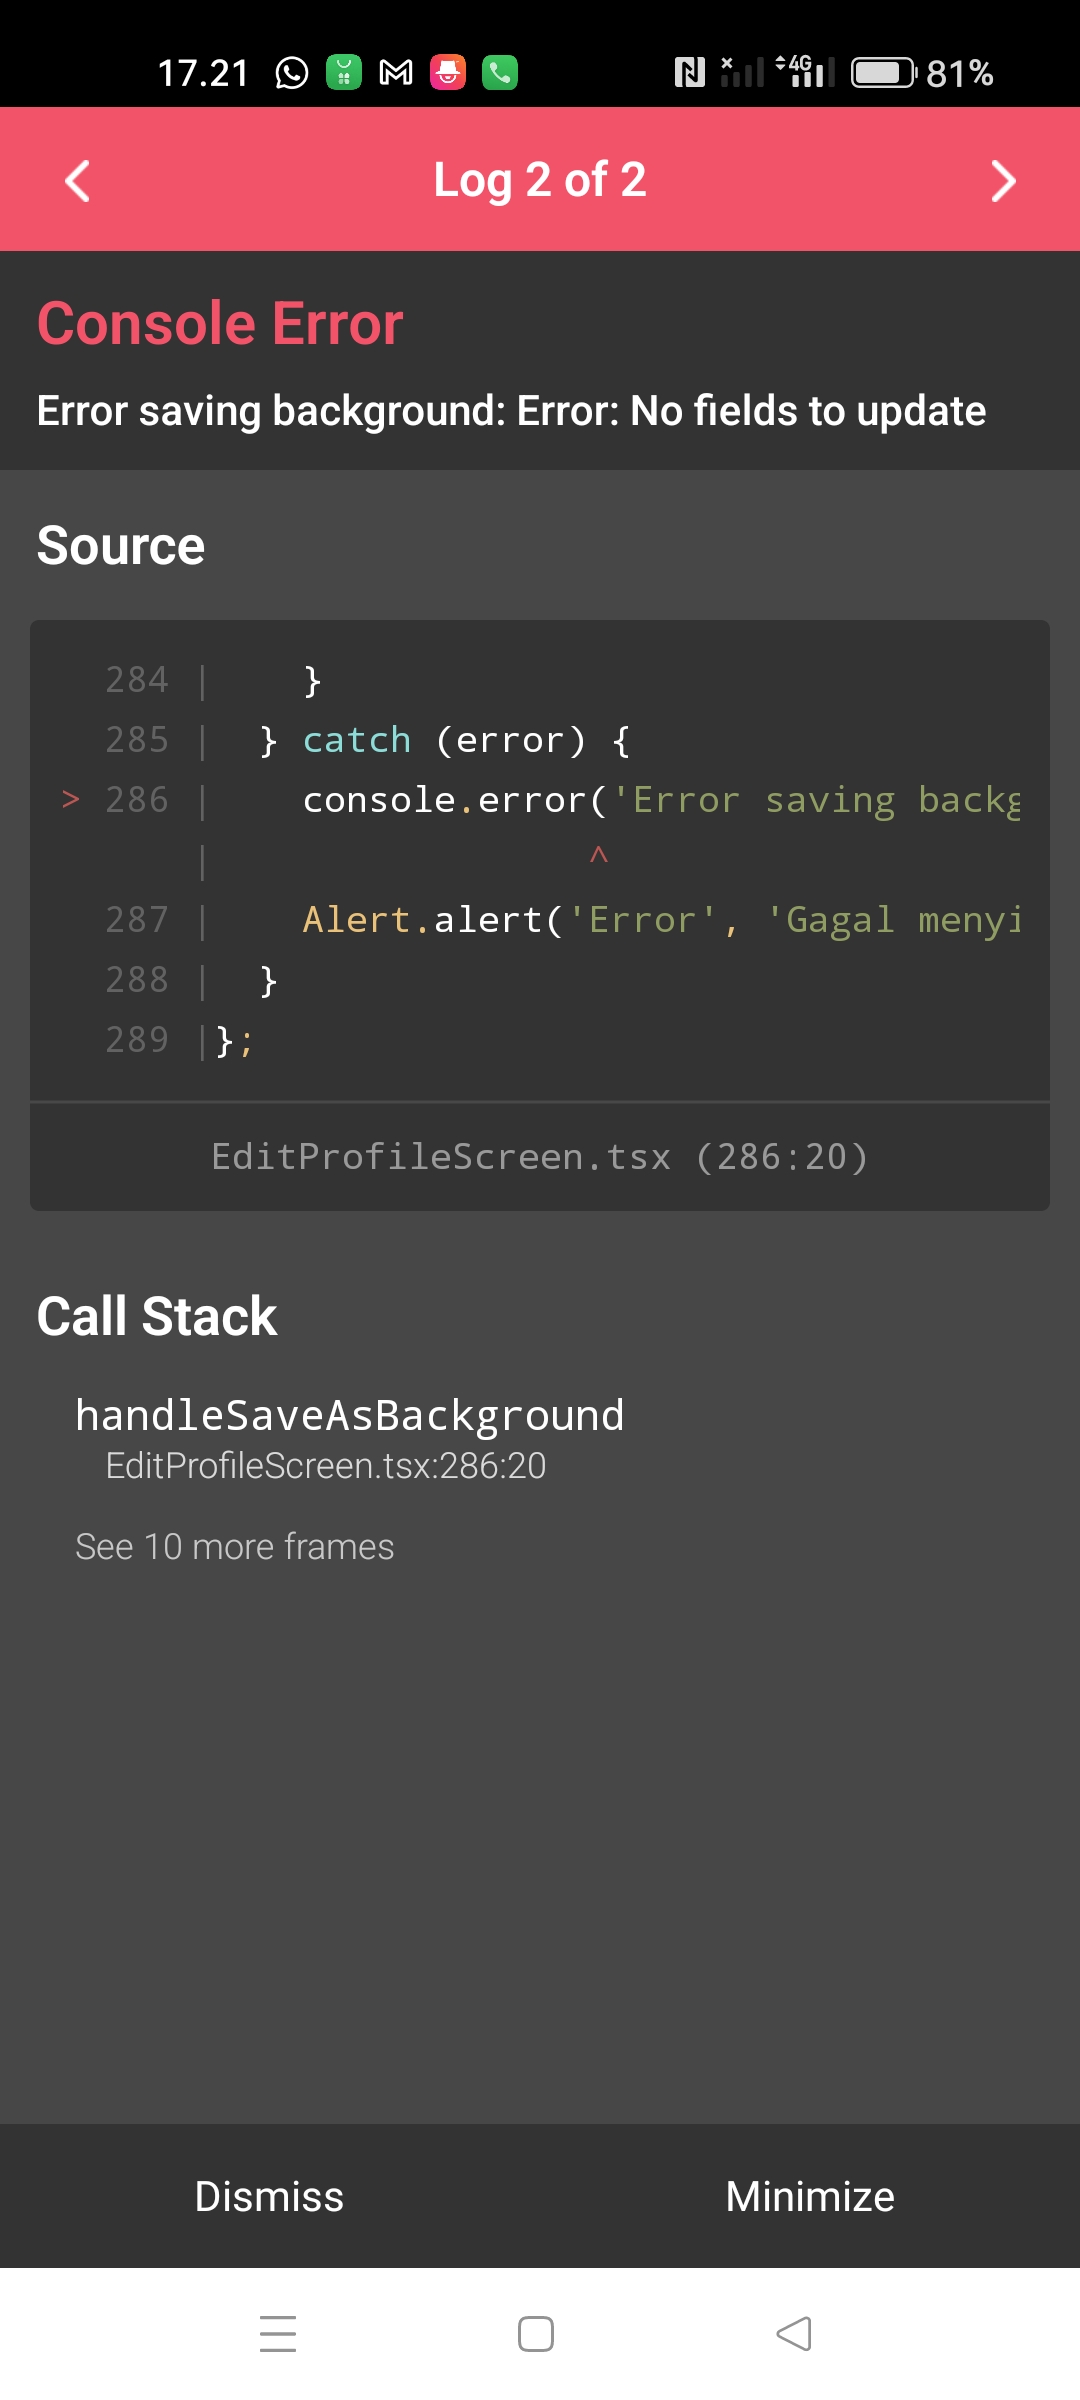 17.21
4G
81%
Log 2 of 2
Console Error
Error saving background: Error: No fields to update
Source
284 | }
285 | } catch (error) {
> 286 | console.error('Error saving backg
| ^
287 | Alert.alert('Error', 'Gagal menyi
288 | }
289 |};
EditProfileScreen.tsx (286:20)
Call Stack
handleSaveAsBackground
EditProfileScreen.tsx:286:20
See 10 more frames
Dismiss
Minimize